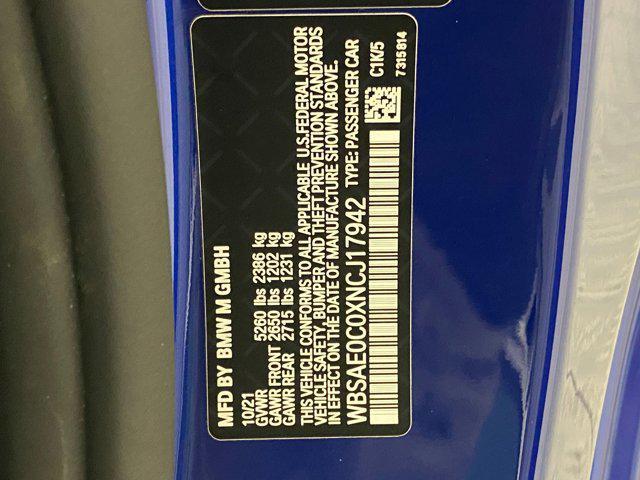 MFD BY BMW M GMBH
10/21
GVWR 5260 lbs 2386 kg
GAWR FRONT 2650 lbs 1202 kg
GAWR REAR 2715 lbs 1231 kg
THIS VEHICLE CONFORMS TO ALL APPLICABLE U.S.FEDERAL MOTOR
VEHICLE SAFETY, BUMPER AND THEFT PREVENTION STANDARDS
IN EFFECT ON THE DATE OF MANUFACTURE SHOWN ABOVE.
WBSAE0C0XNCJ17942 TYPE: PASSENGER CAR
C1K/5
7315814